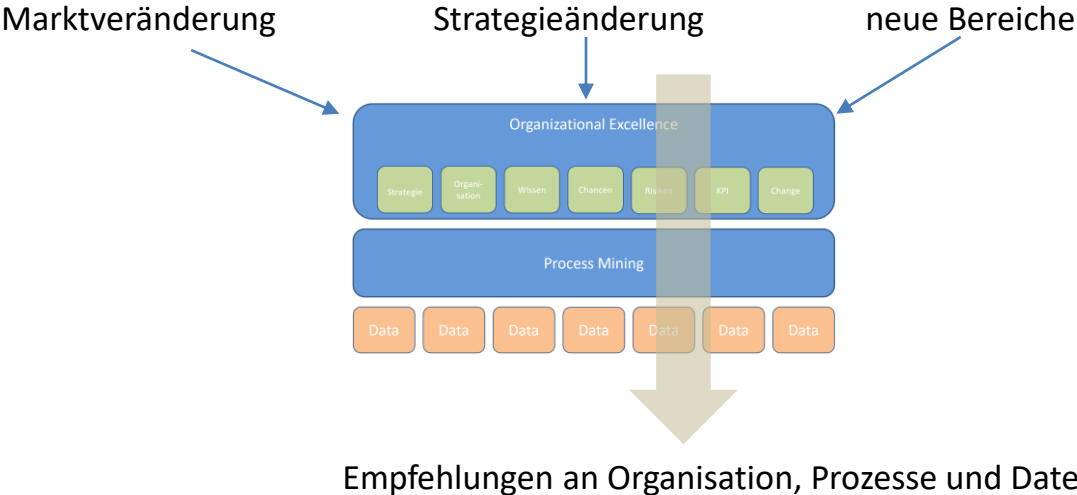 Marktveränderung Strategieänderung neue Bereiche
Organizational Excellence
Strategie Organi-
sation Wissen Chancen Risiken KPI Change
Process Mining
Data Data Data Data Data Data Data
Empfehlungen an Organisation, Prozesse und Date